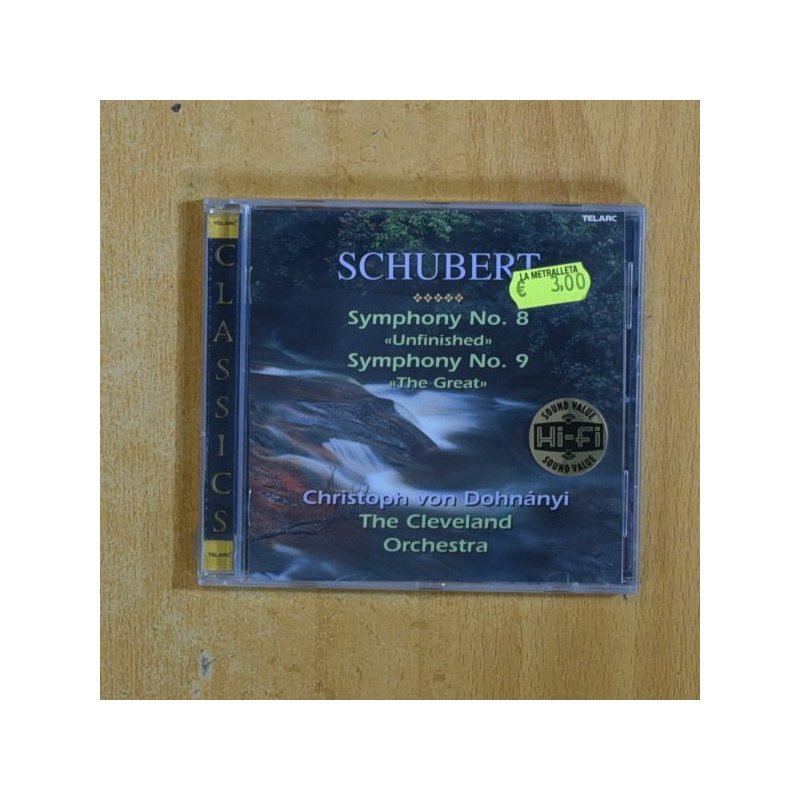 TELARC
CLASSICS
TELARC
TELARC
SCHUBERT
LA METRALLETA
€ 3,00
Symphony No. 8
«Unfinished»
Symphony No. 9
«The Great»
SOUND VALUE
Hi-Fi
SOUND VALUE
Christoph von Dohnányi
The Cleveland
Orchestra